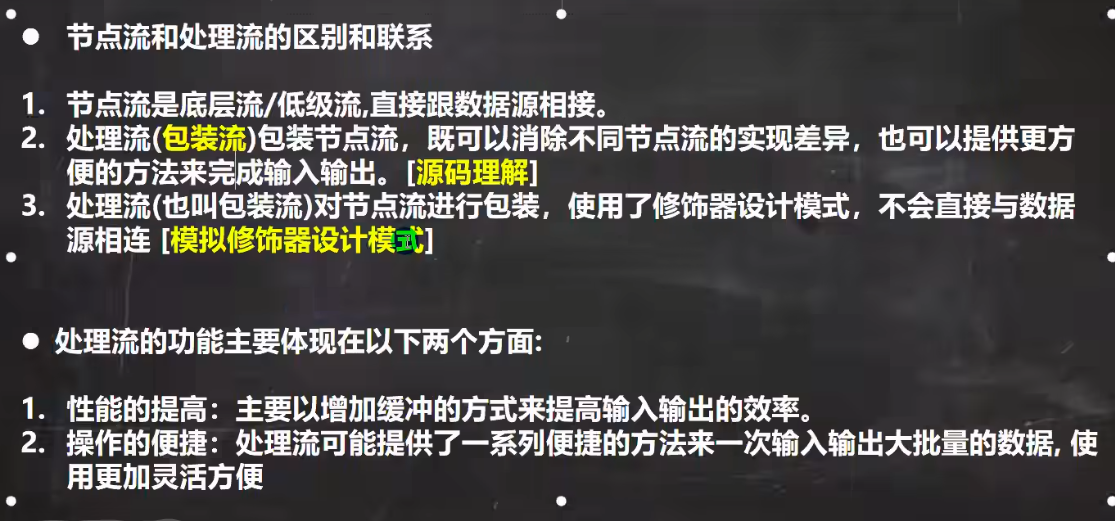 ● 节点流和处理流的区别和联系
1. 节点流是底层流/低级流,直接跟数据源相接。
2. 处理流(包装流)包装节点流，既可以消除不同节点流的实现差异，也可以提供更方
便的方法来完成输入输出。[源码理解]
3. 处理流(也叫包装流)对节点流进行包装，使用了修饰器设计模式，不会直接与数据
源相连 [模拟修饰器设计模式]
● 处理流的功能主要体现在以下两个方面:
1. 性能的提高：主要以增加缓冲的方式来提高输入输出的效率。
2. 操作的便捷：处理流可能提供了一系列便捷的方法来一次输入输出大批量的数据, 使
用更加灵活方便